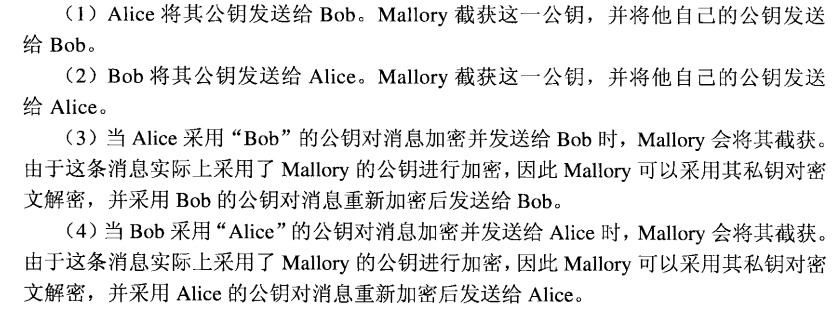 （1）Alice 将其公钥发送给 Bob。Mallory 截获这一公钥，并将他自己的公钥发送
给 Bob。
（2）Bob 将其公钥发送给 Alice。Mallory 截获这一公钥，并将他自己的公钥发送
给 Alice。
（3）当 Alice 采用“Bob”的公钥对消息加密并发送给 Bob 时，Mallory 会将其截获。
由于这条消息实际上采用了 Mallory 的公钥进行加密，因此 Mallory 可以采用其私钥对密
文解密，并采用 Bob 的公钥对消息重新加密后发送给 Bob。
（4）当 Bob 采用“Alice”的公钥对消息加密并发送给 Alice 时，Mallory 会将其截获。
由于这条消息实际上采用了 Mallory 的公钥进行加密，因此 Mallory 可以采用其私钥对密
文解密，并采用 Alice 的公钥对消息重新加密后发送给 Alice。